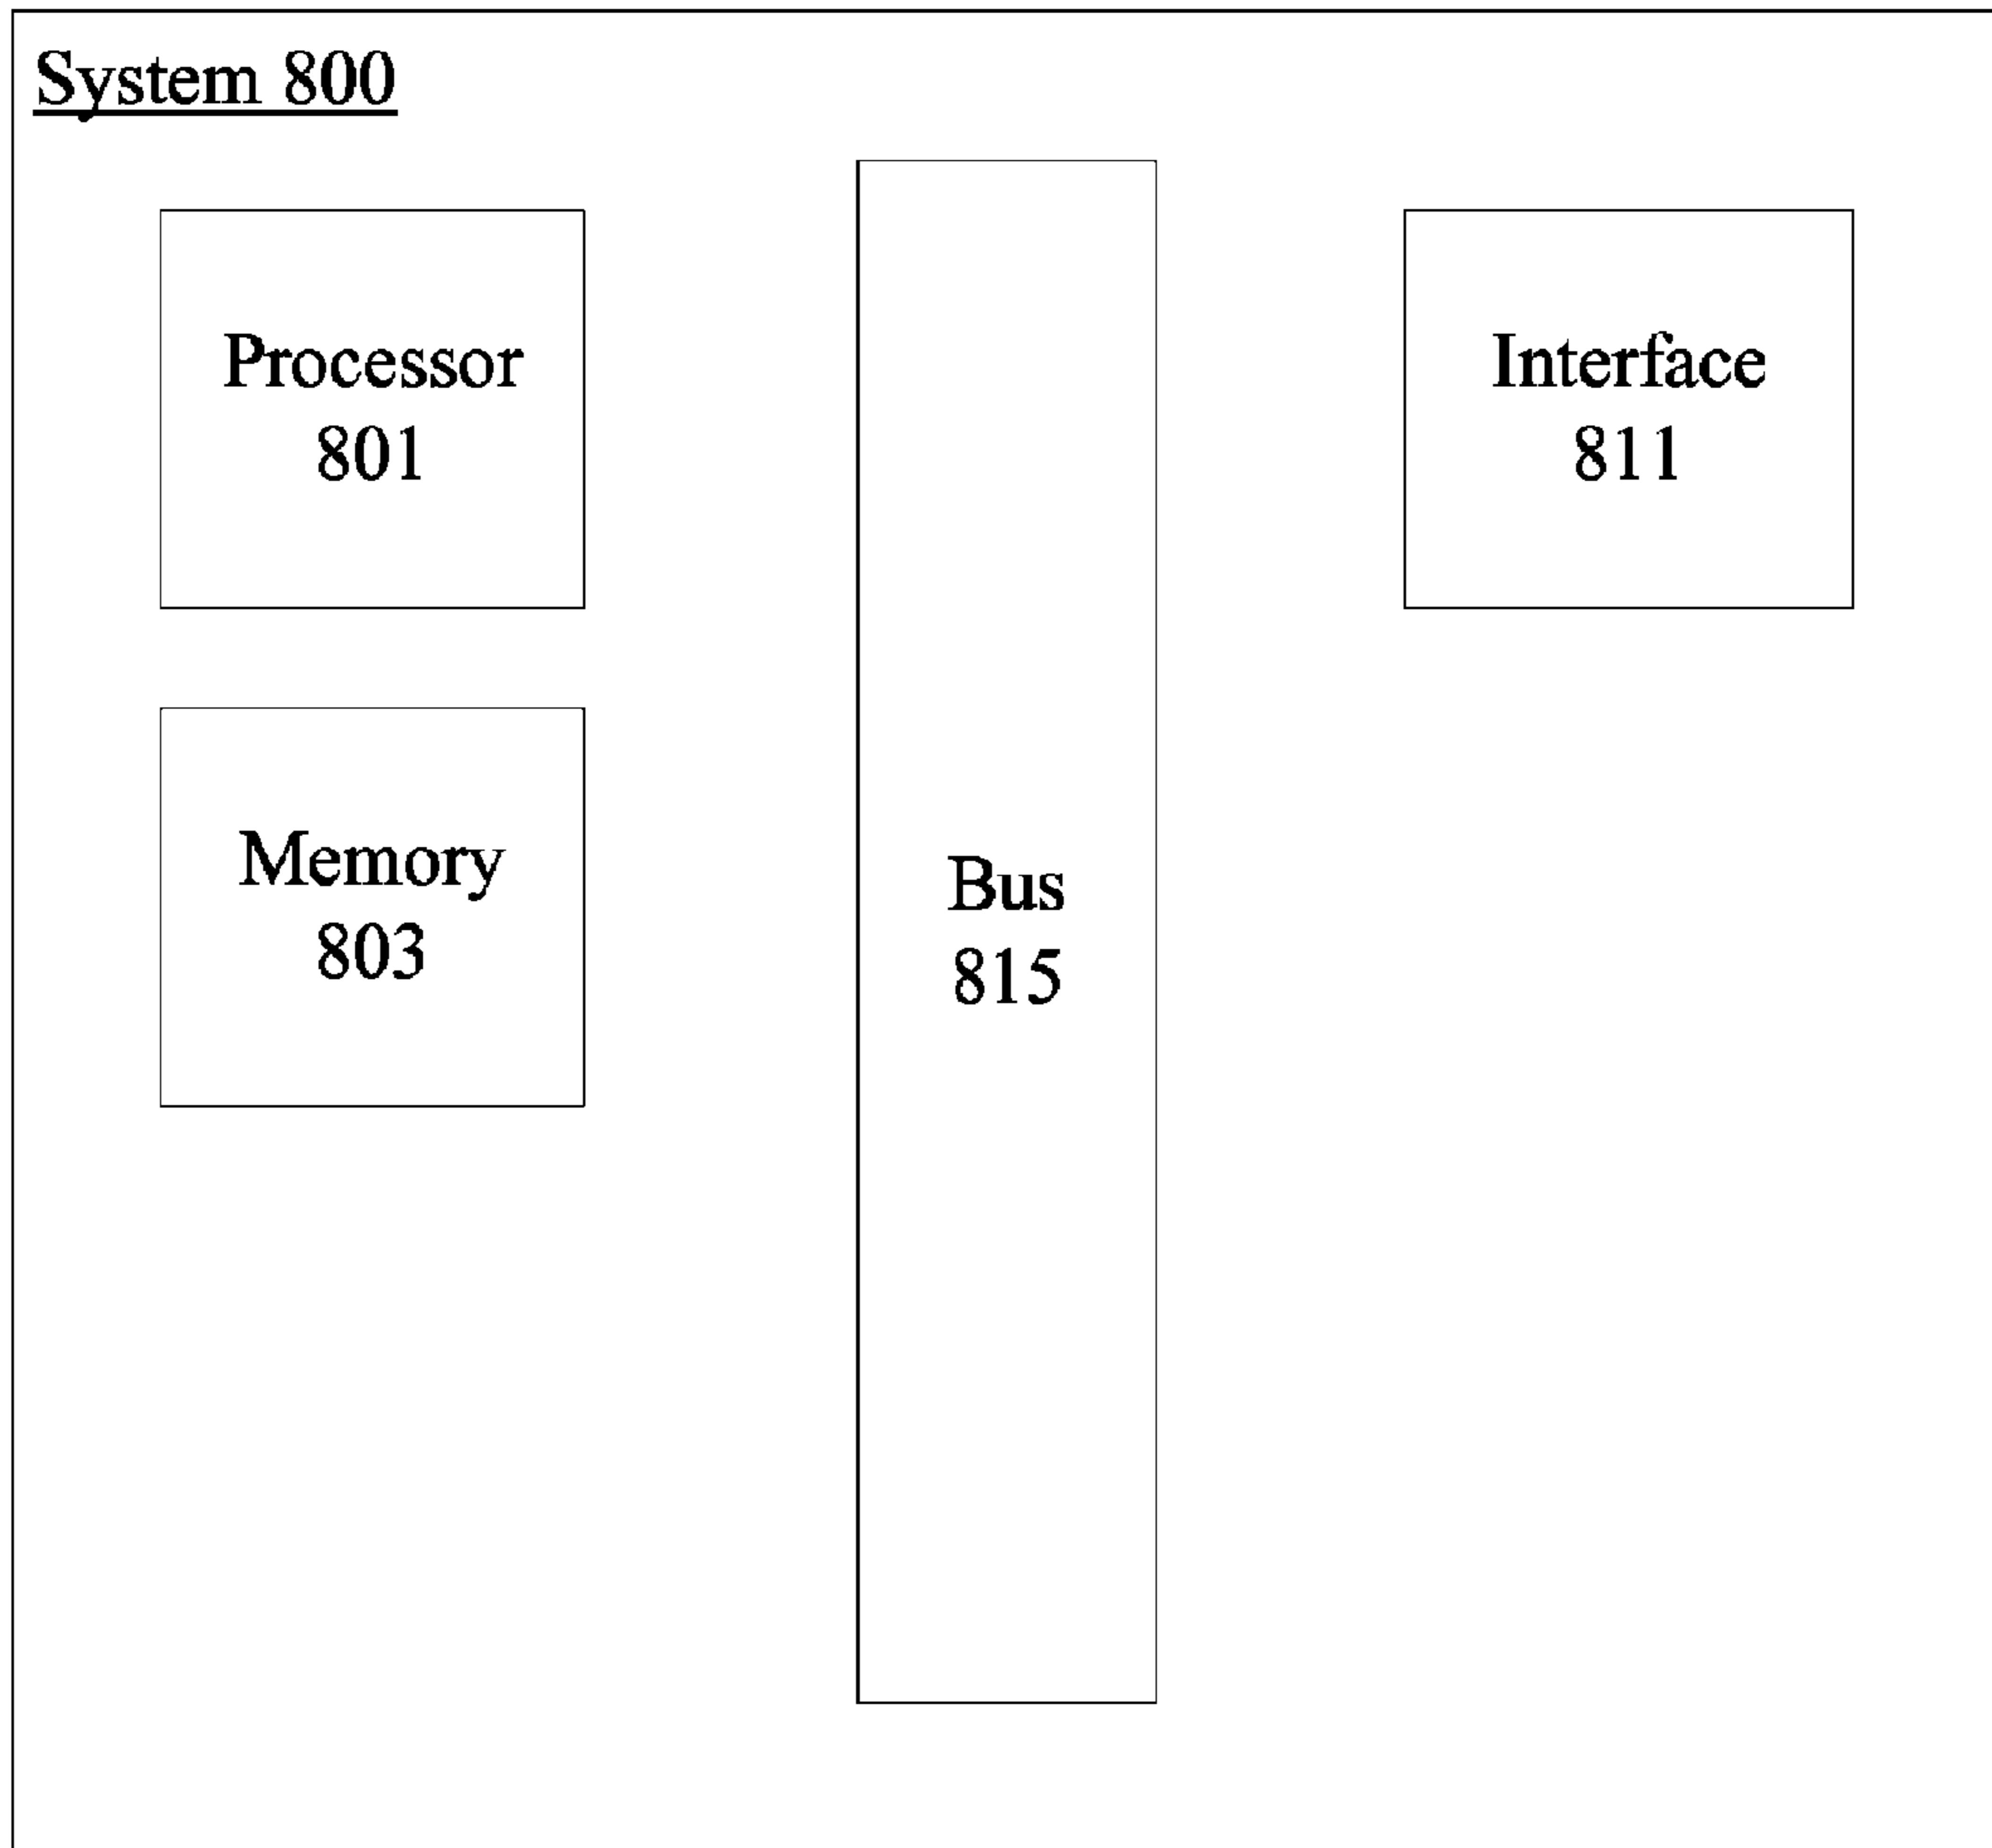 System 800
Processor
801
Interface
811
Memory
803
Bus
815